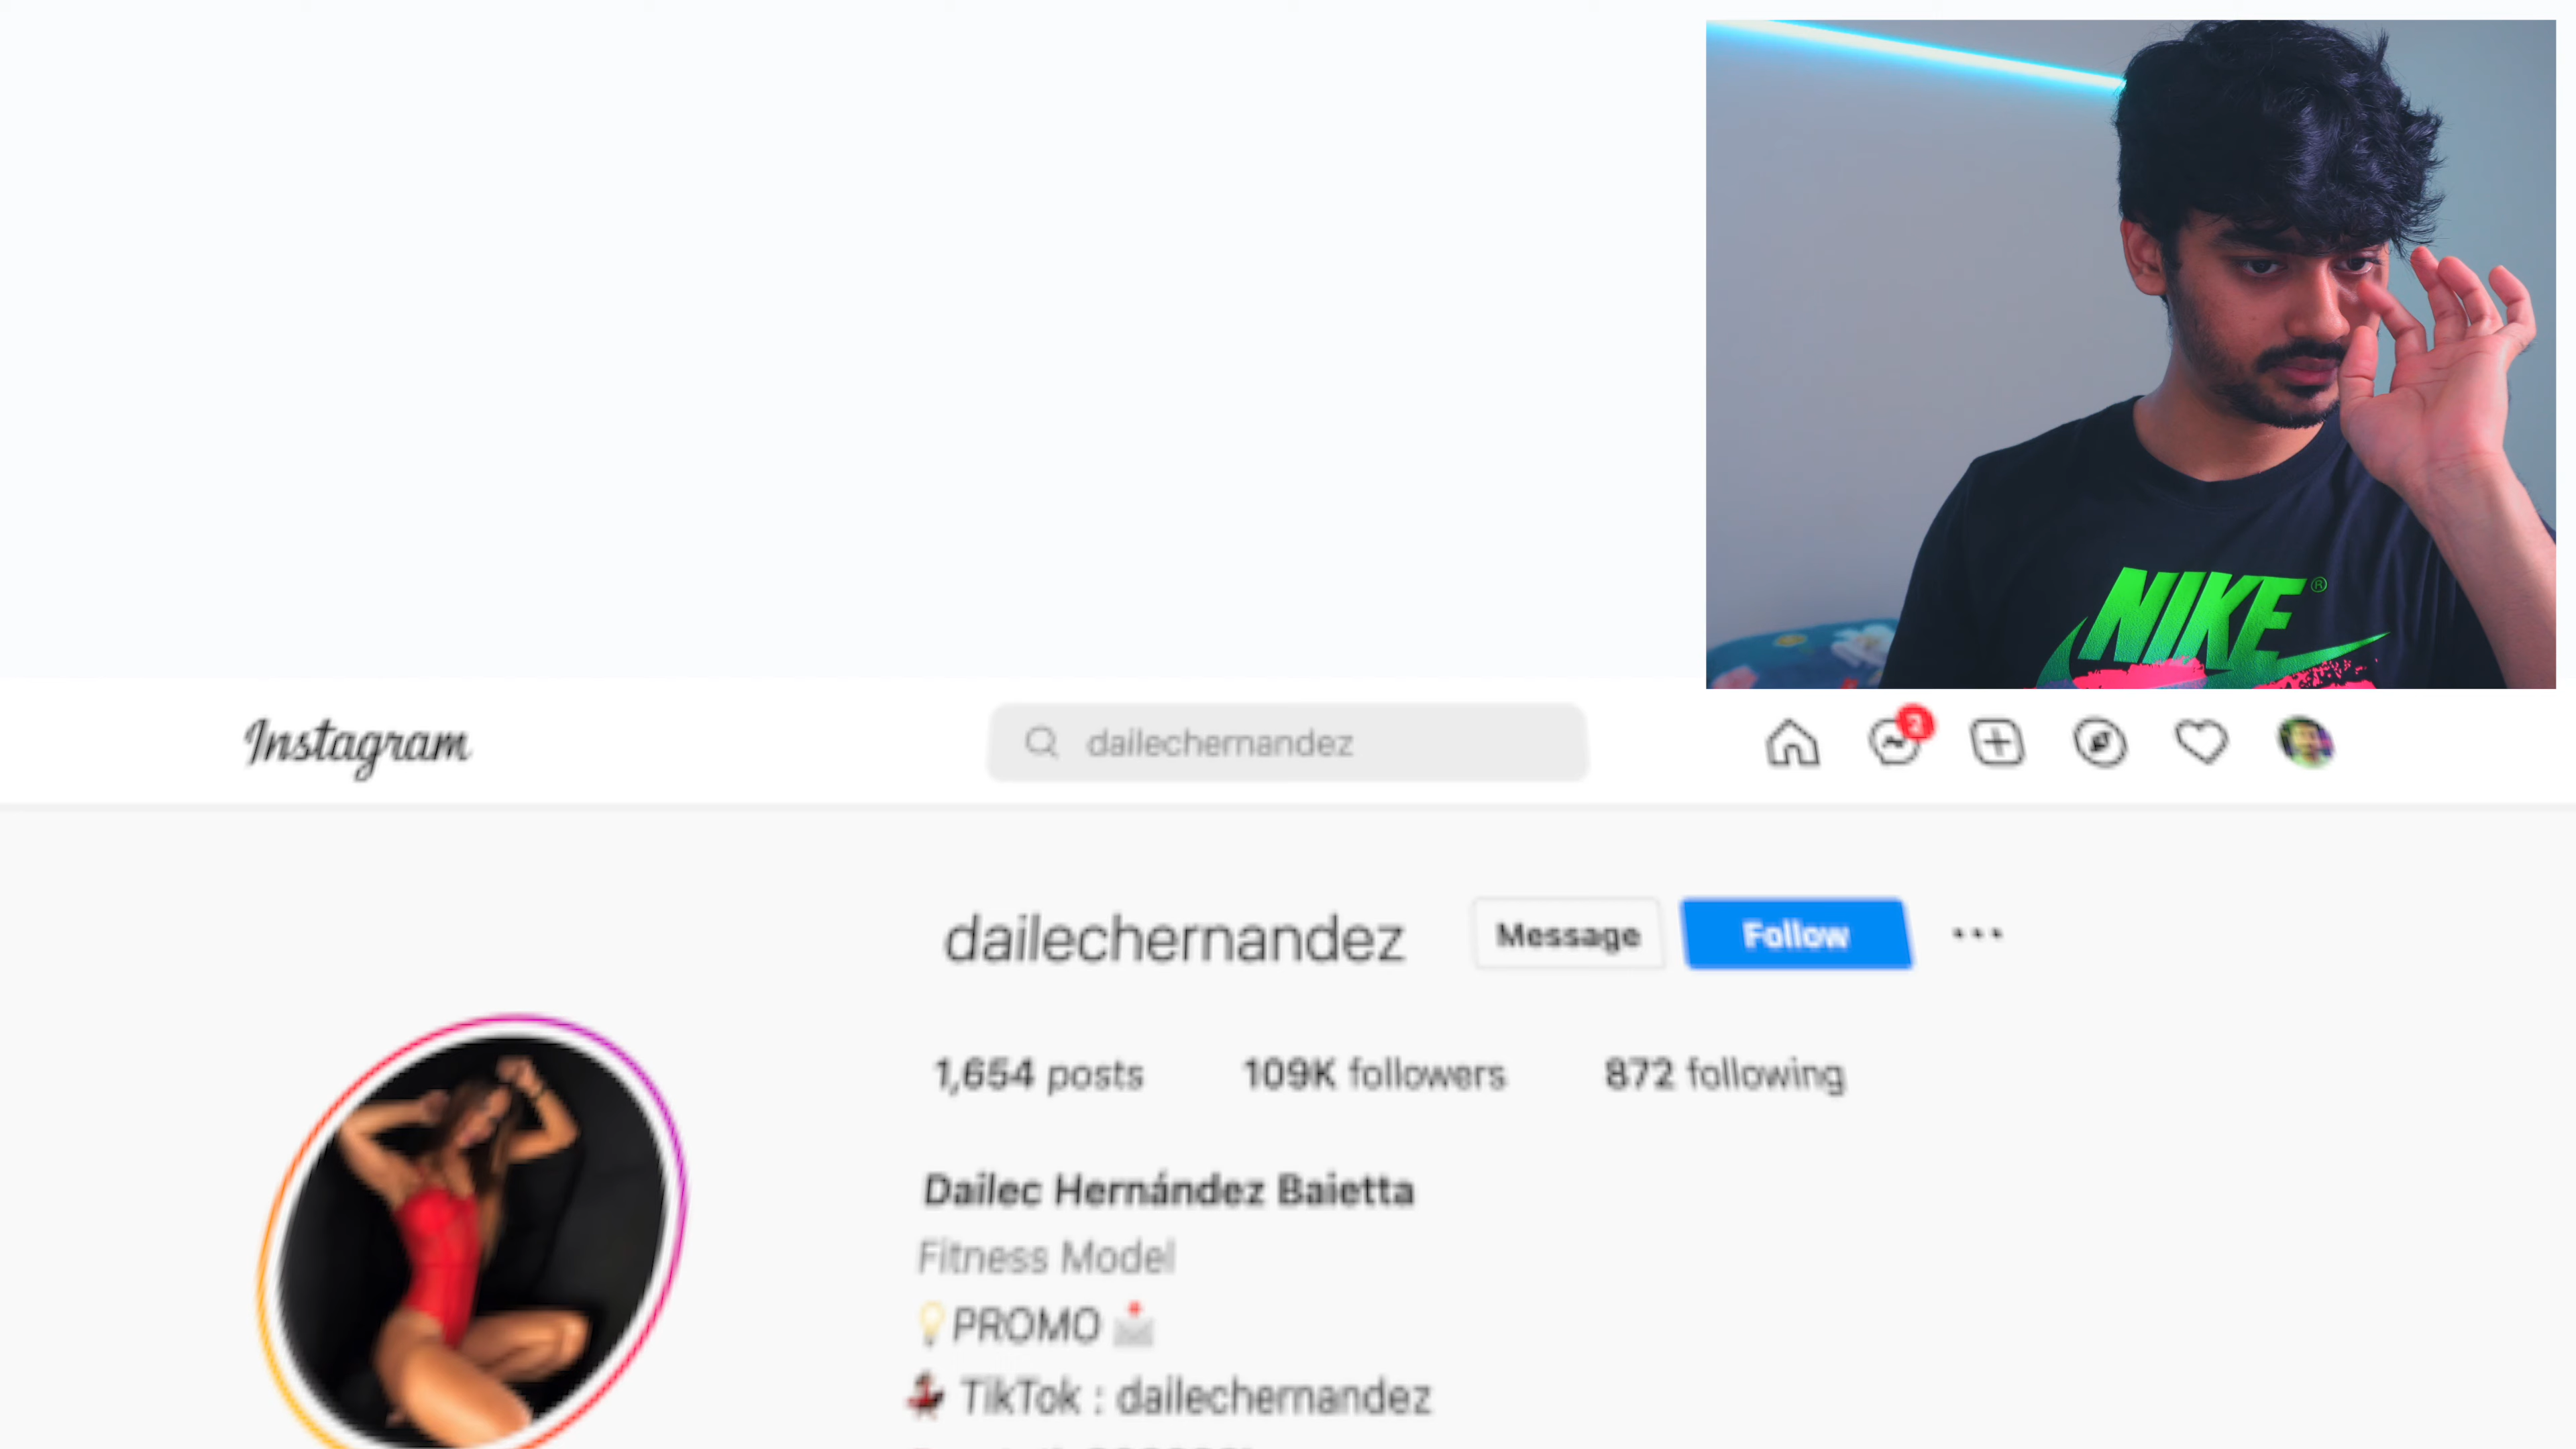 NIKE®
Instagram
dailechernandez
dailechernandez Message Follow ...
1,654 posts 109K followers 872 following
Dailec Hernández Baietta
Fitness Model
💡PROMO 📩
💃 TikTok : dailechernandez